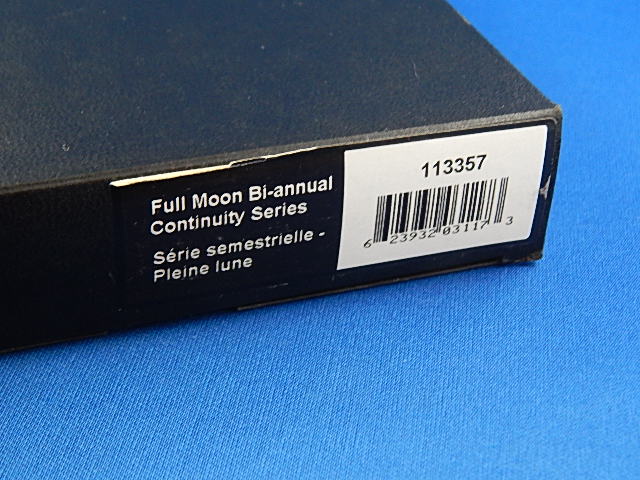 Full Moon Bi-annual
Continuity Series
Série semestrielle -
Pleine lune
113357
6 23932 03117 3